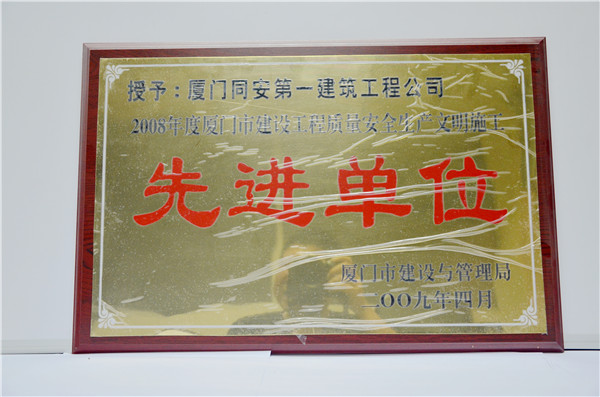 授予：厦门同安第一建筑工程公司
2008年度厦门市建设工程质量安全生产文明施工
先进单位
厦门市建设与管理局
二〇〇九年四月